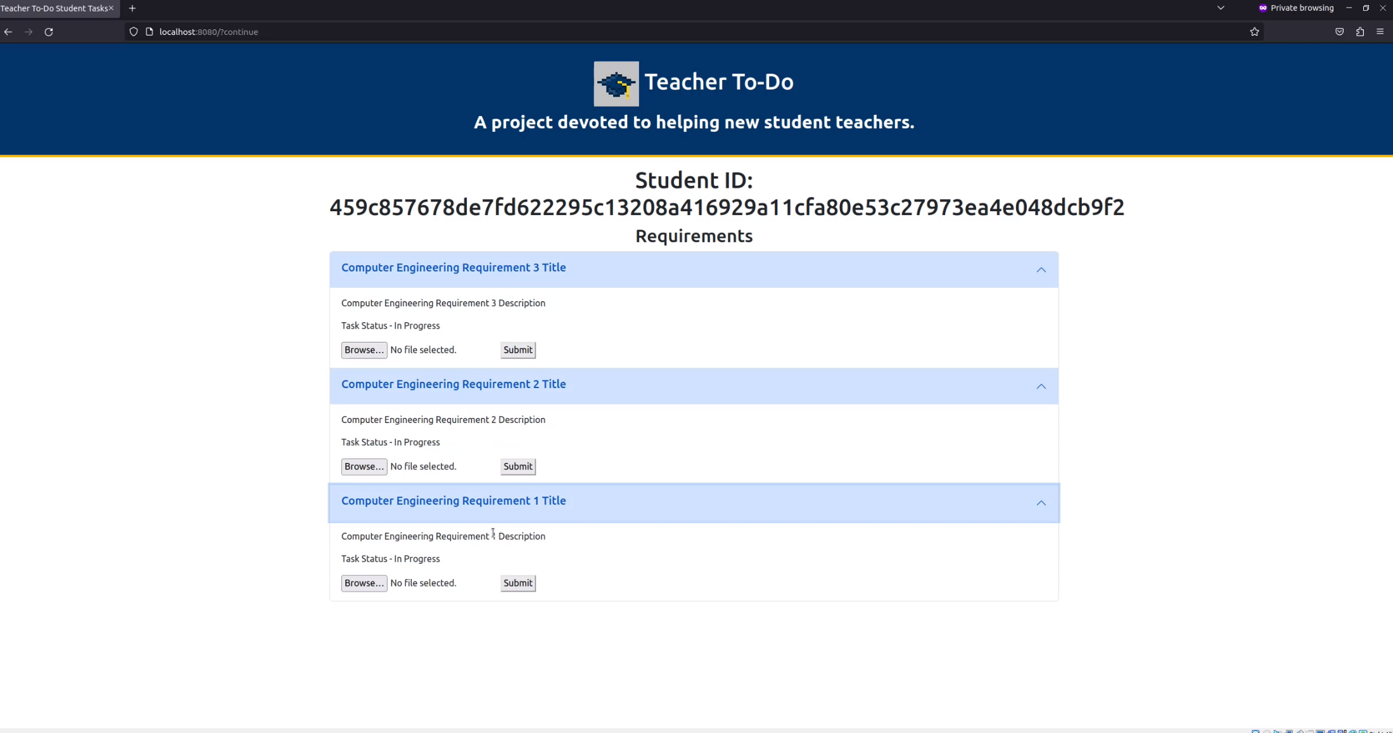 Teacher To-Do Student Tasks
Private browsing
localhost:8080/?continue
Teacher To-Do
A project devoted to helping new student teachers.
Student ID:
459c857678de7fd622295c13208a416929a11cfa80e53c27973ea4e048dcb9f2
Requirements
Computer Engineering Requirement 3 Title
Computer Engineering Requirement 3 Description
Task Status - In Progress
Browse... No file selected. Submit
Computer Engineering Requirement 2 Title
Computer Engineering Requirement 2 Description
Task Status - In Progress
Browse... No file selected. Submit
Computer Engineering Requirement 1 Title
Computer Engineering Requirement 1 Description
Task Status - In Progress
Browse... No file selected. Submit